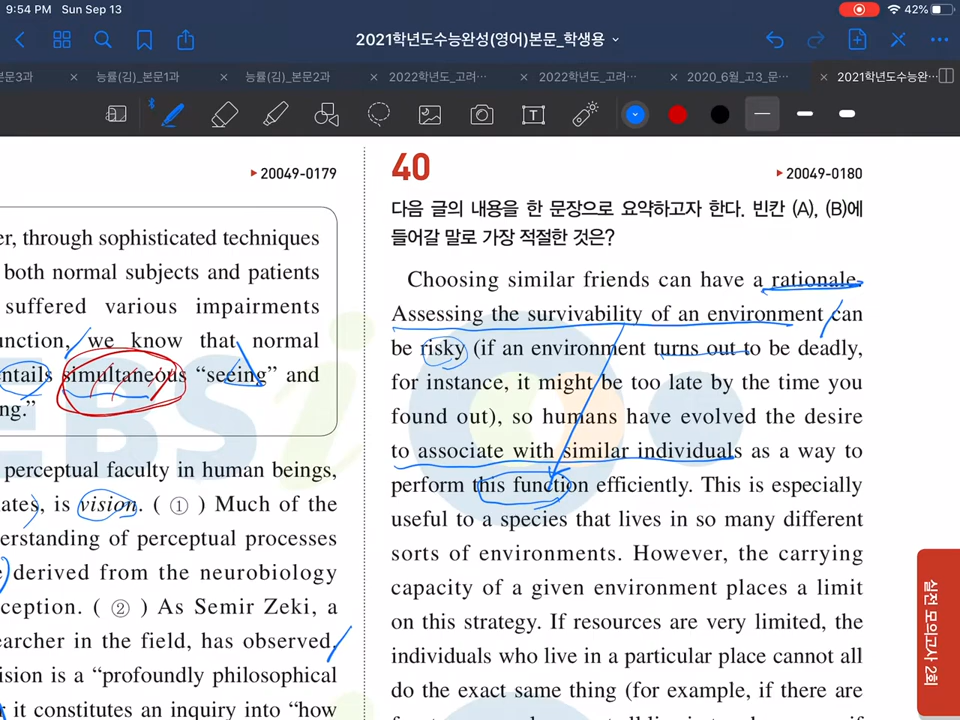 9:54 PM Sun Sep 13
42%
2021학년도수능완성(영어)본문_학생용
본문3과
능률(김)_본문1과
능률(김)_본문2과
2022학년도_고려…
2022학년도_고려…
2020_6월_고3_문…
2021학년도수능완…
20049-0179
er, through sophisticated techniques
both normal subjects and patients
suffered various impairments
unction, we know that normal
ntails simultaneous “seeing” and
ng.”
perceptual faculty in human beings,
ates, is vision. ( ① ) Much of the
erstanding of perceptual processes
e derived from the neurobiology
ception. ( ② ) As Semir Zeki, a
earcher in the field, has observed,
ision is a “profoundly philosophical
it constitutes an inquiry into “how
40
20049-0180
다음 글의 내용을 한 문장으로 요약하고자 한다. 빈칸 (A), (B)에
들어갈 말로 가장 적절한 것은?
Choosing similar friends can have a rationale.
Assessing the survivability of an environment can
be risky (if an environment turns out to be deadly,
for instance, it might be too late by the time you
found out), so humans have evolved the desire
to associate with similar individuals as a way to
perform this function efficiently. This is especially
useful to a species that lives in so many different
sorts of environments. However, the carrying
capacity of a given environment places a limit
on this strategy. If resources are very limited, the
individuals who live in a particular place cannot all
do the exact same thing (for example, if there are
실전 모의고사 2회
EBSi